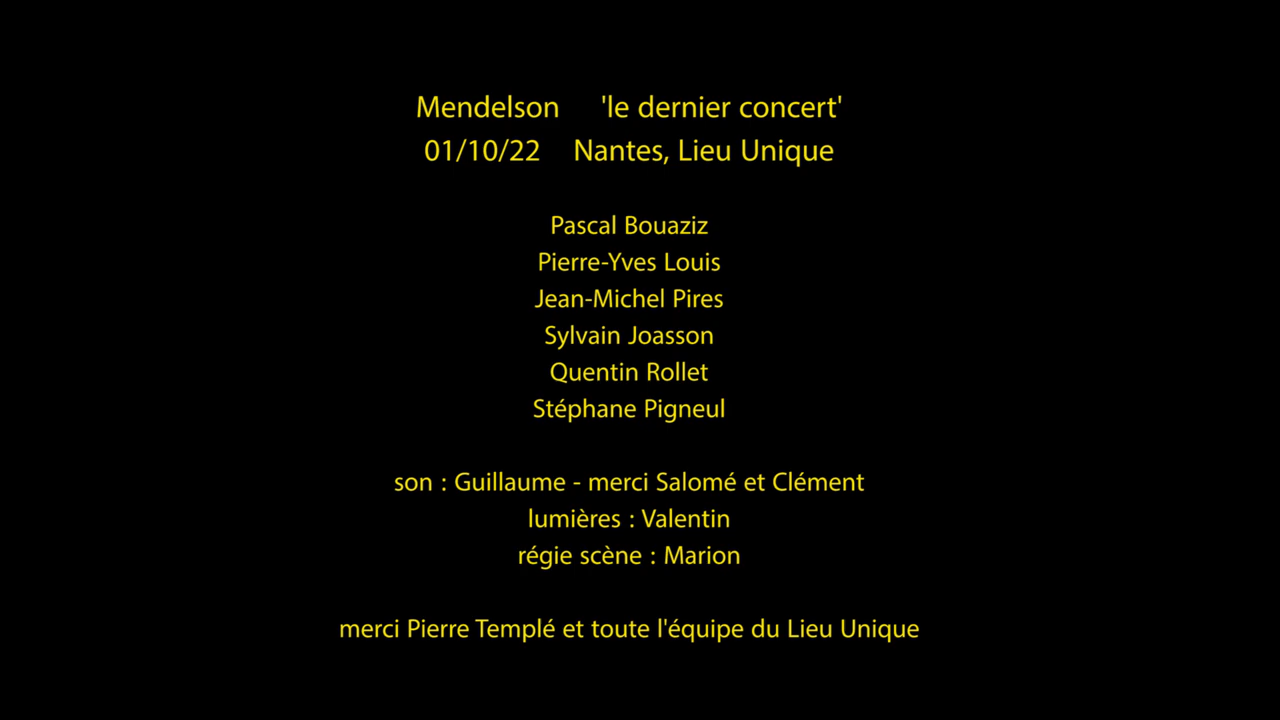 Mendelson 'le dernier concert'
01/10/22 Nantes, Lieu Unique
Pascal Bouaziz
Pierre-Yves Louis
Jean-Michel Pires
Sylvain Joasson
Quentin Rollet
Stéphane Pigneul
son : Guillaume - merci Salomé et Clément
lumières : Valentin
régie scène : Marion
merci Pierre Templé et toute l'équipe du Lieu Unique